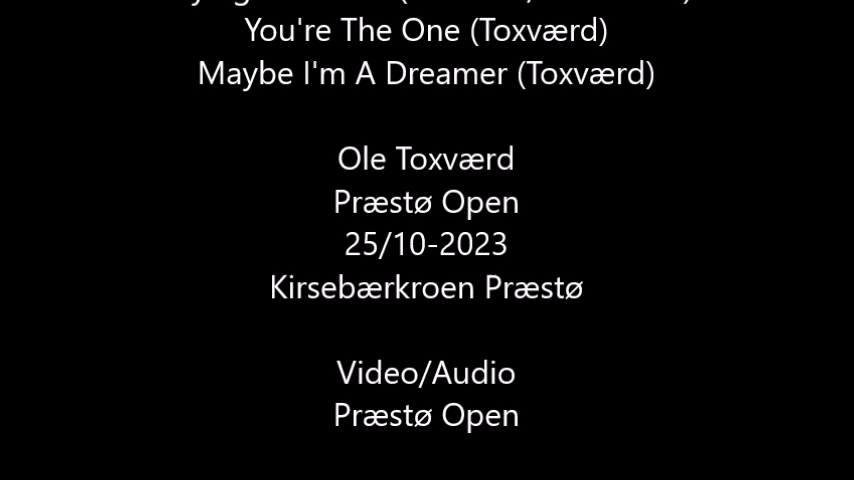 You're The One (Toxværd)
Maybe I'm A Dreamer (Toxværd)
Ole Toxværd
Præstø Open
25/10-2023
Kirsebærkroen Præstø
Video/Audio
Præstø Open